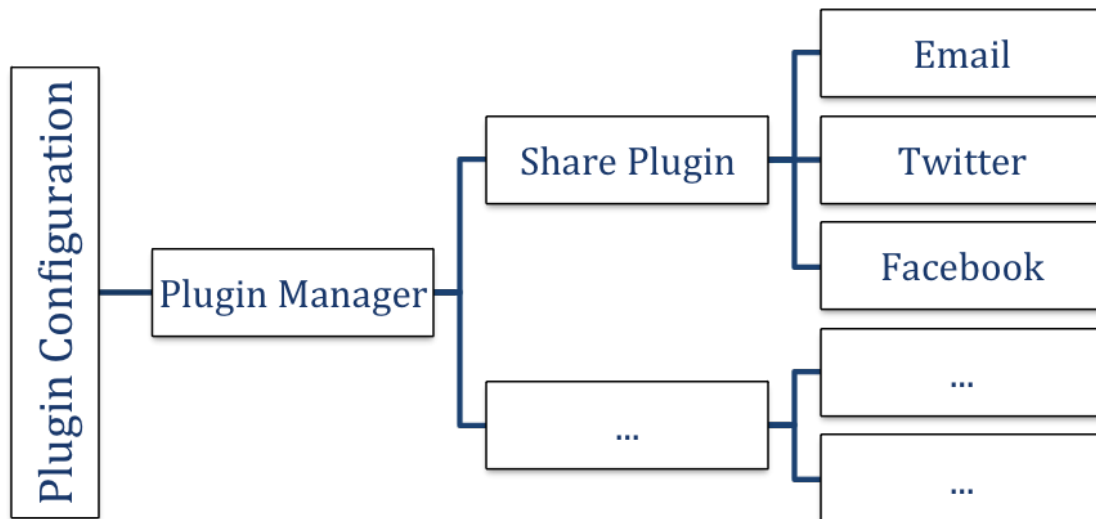 Plugin Configuration
Plugin Manager
Share Plugin
...
Email
Twitter
Facebook
...
...